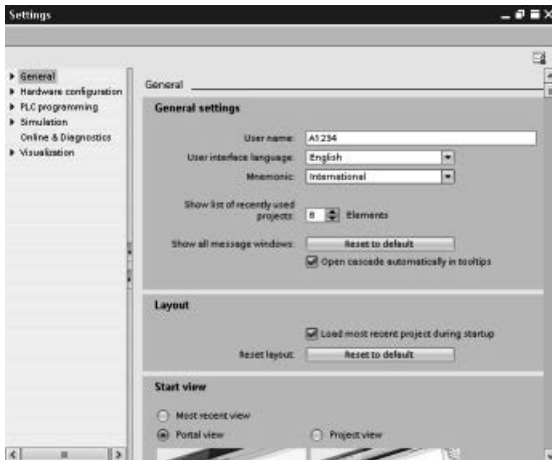 Settings
General
Hardware configuration
PLC programming
Simulation
Online & Diagnostics
Visualization
General
General settings
User name: A1234
User interface language: English
Mnemonic: International
Show list of recently used
projects: 8 Elements
Show all message windows: Reset to default
Open cascade automatically in tooltips
Layout
Load most recent project during startup
Reset layout: Reset to default
Start view
Most recent view
Portal view Project view